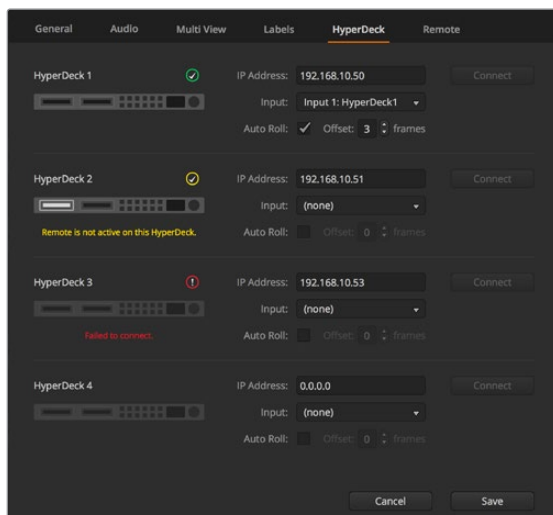 General Audio Multi View Labels HyperDeck Remote
HyperDeck 1 IP Address: 192.168.10.50 Connect
Input: Input 1: HyperDeck1
Auto Roll: Offset: 3 frames
HyperDeck 2 IP Address: 192.168.10.51 Connect
Input: (none)
Remote is not active on this HyperDeck.
Auto Roll: Offset: 0 frames
HyperDeck 3 IP Address: 192.168.10.53 Connect
Input: (none)
Failed to connect.
Auto Roll: Offset: 0 frames
HyperDeck 4 IP Address: 0.0.0.0 Connect
Input: (none)
Auto Roll: Offset: 0 frames
Cancel Save